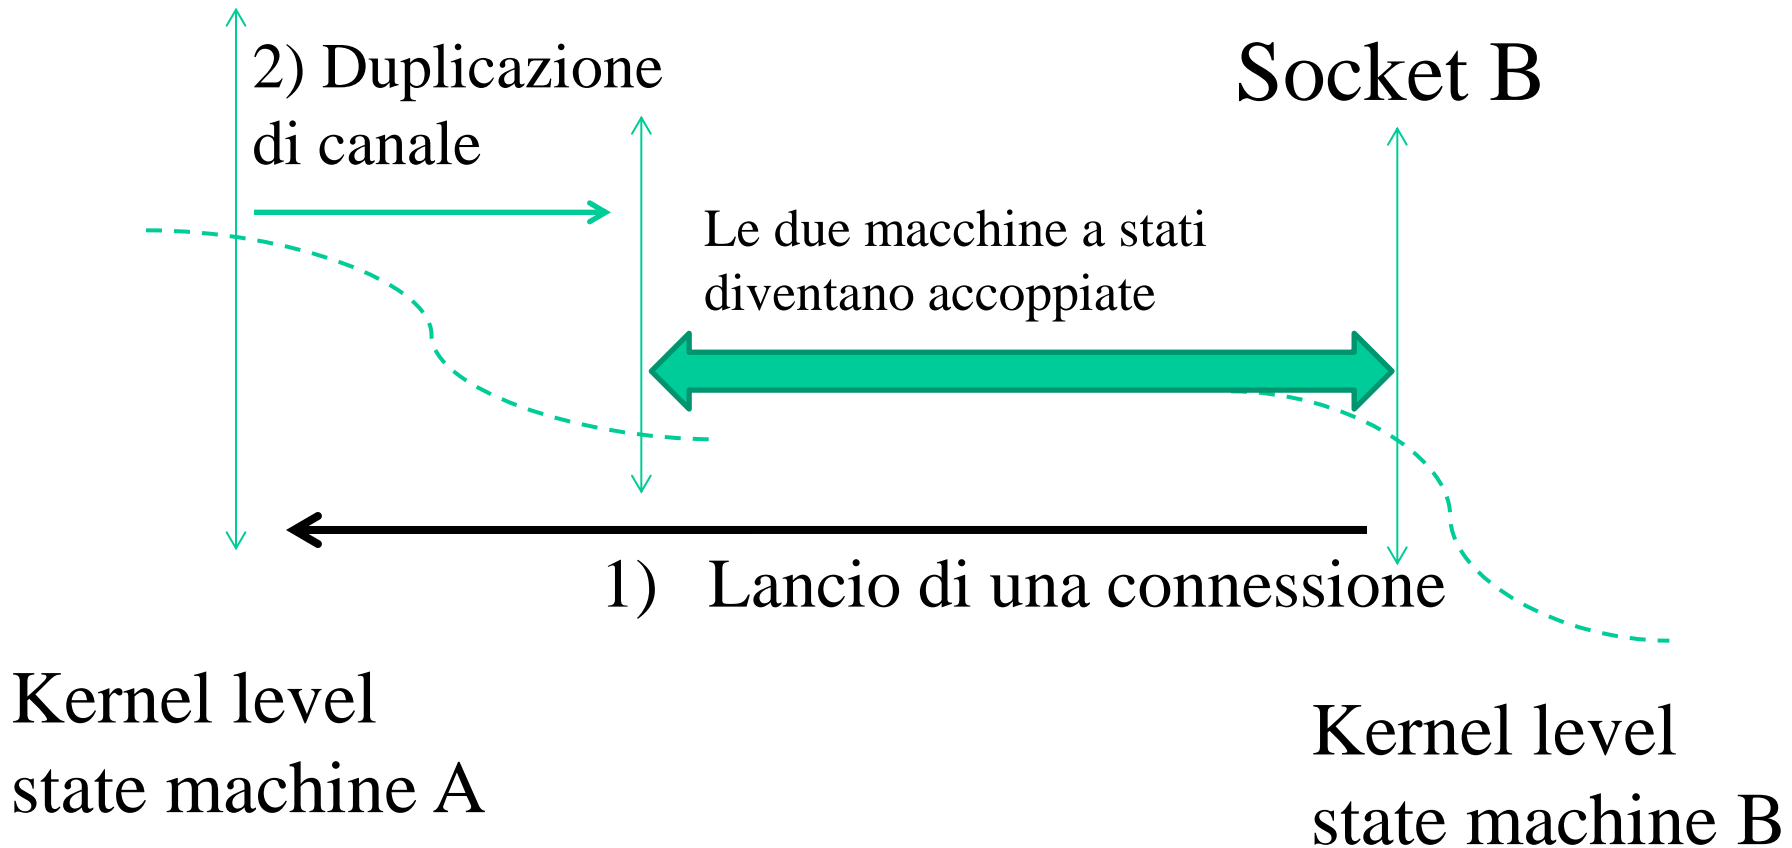 2) Duplicazione
di canale
Socket B
Le due macchine a stati
diventano accoppiate
1) Lancio di una connessione
Kernel level
state machine A
Kernel level
state machine B